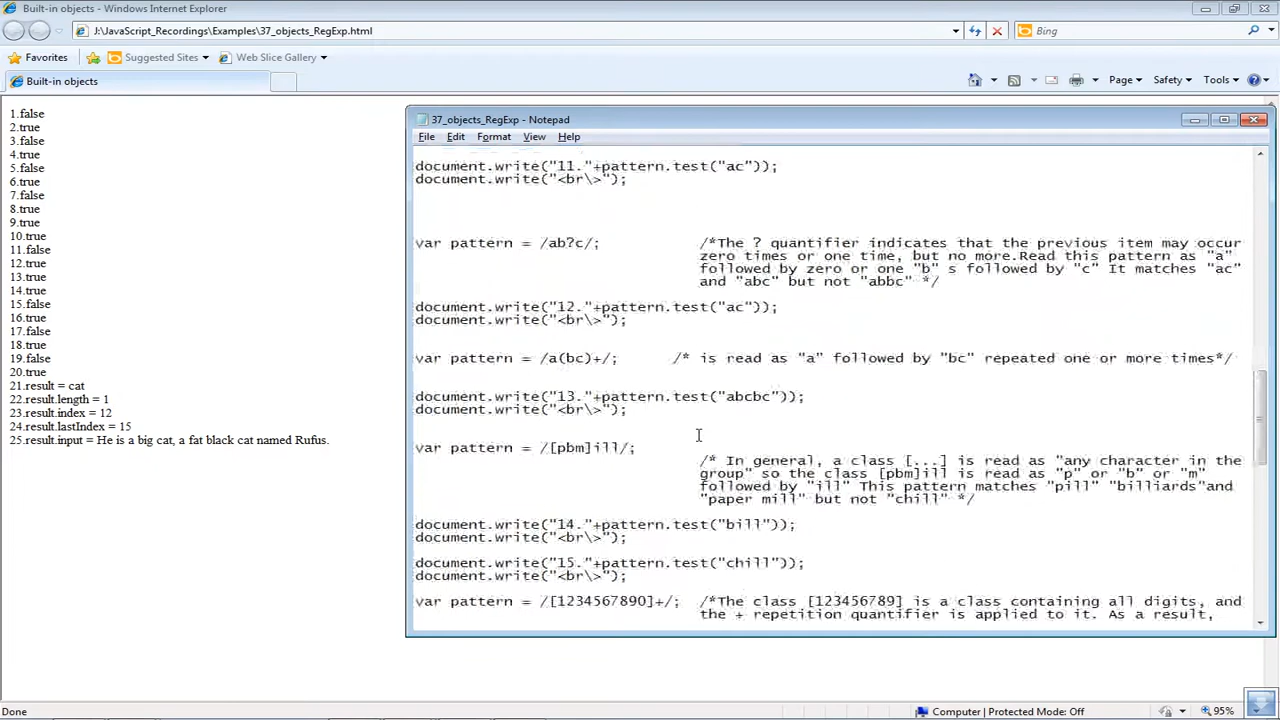 Built-in objects - Windows Internet Explorer
J:\JavaScript_Recordings\Examples\37_objects_RegExp.html
Bing
Favorites
Suggested Sites
Web Slice Gallery
Built-in objects
Page
Safety
Tools
1.false
2.true
3.false
4.true
5.false
6.true
7.false
8.true
9.true
10.true
11.false
12.true
13.true
14.true
15.false
16.true
17.false
18.true
19.false
20.true
21.result = cat
22.result.length = 1
23.result.index = 12
24.result.lastIndex = 15
25.result.input = He is a big cat, a fat black cat named Rufus.
37_objects_RegExp - Notepad
File Edit Format View Help
document.write("11."+pattern.test("ac"));
document.write("<br\>");
var pattern = /ab?c/; /*The ? quantifier indicates that the previous item may occur
zero times or one time, but no more.Read this pattern as "a"
followed by zero or one "b" s followed by "c" It matches "ac"
and "abc" but not "abbc" */
document.write("12."+pattern.test("ac"));
document.write("<br\>");
var pattern = /a(bc)+/; /* is read as "a" followed by "bc" repeated one or more times*/
document.write("13."+pattern.test("abcbc"));
document.write("<br\>");
var pattern = /[pbm]ill/;
/* In general, a class [...] is read as "any character in the
group" so the class [pbm]ill is read as "p" or "b" or "m"
followed by "ill" This pattern matches "pill" "billiards"and
"paper mill" but not "chill" */
document.write("14."+pattern.test("bill"));
document.write("<br\>");
document.write("15."+pattern.test("chill"));
document.write("<br\>");
var pattern = /[1234567890]+/; /*The class [123456789] is a class containing all digits, and
the + repetition quantifier is applied to it. As a result,
Done
Computer | Protected Mode: Off
95%